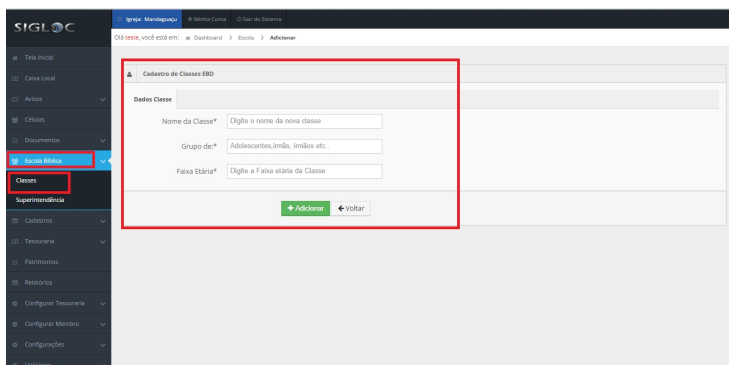 SIGLOC
Igreja: Mandaguaçu
Minha Conta
Sair do Sistema
Olá teste, você está em: Dashboard > Escola > Adicionar
Tela Inicial
Caixa Local
Avisos
Células
Documentos
Escola Bíblica
Classes
Superintendência
Cadastros
Tesouraria
Patrimonios
Relatórios
Configurar Tesouraria
Configurar Membro
Configurações
Cadastro de Classes EBD
Dados Classe
Nome da Classe* Digite o nome da nova classe
Grupo de:* Adolescentes,Irmãs, irmãos etc..
Faixa Etária* Digite a Faixa etária da Classe
+ Adicionar
Voltar